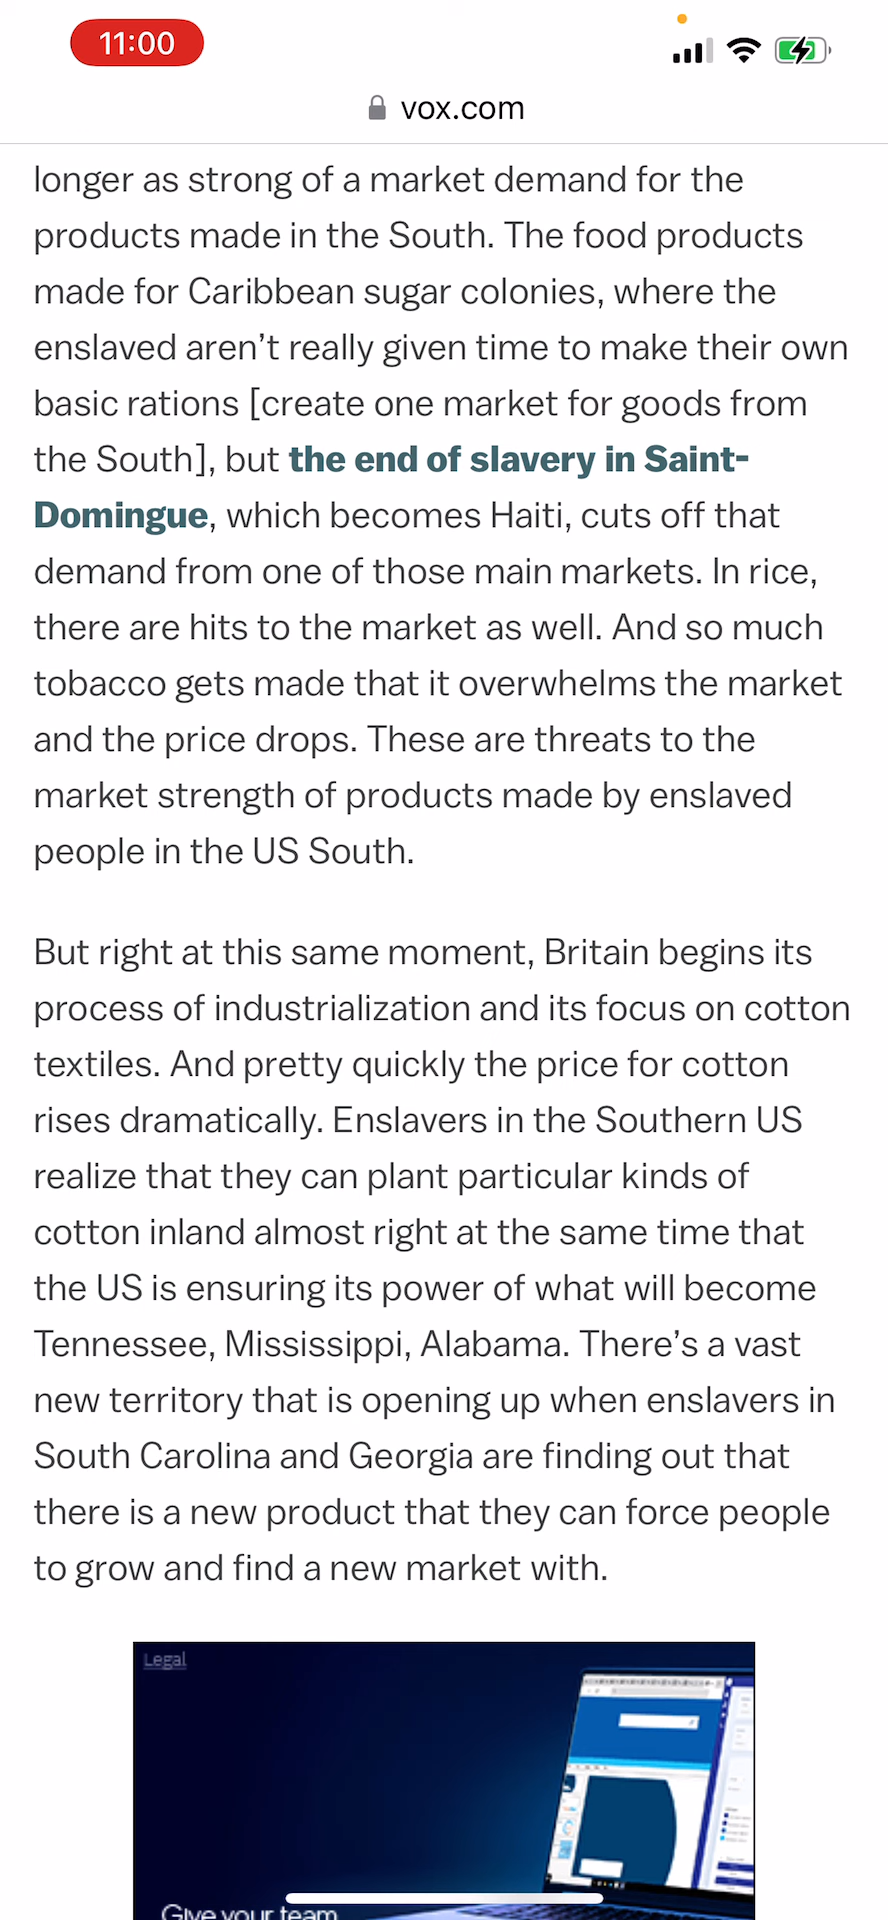 11:00
vox.com
longer as strong of a market demand for the
products made in the South. The food products
made for Caribbean sugar colonies, where the
enslaved aren’t really given time to make their own
basic rations [create one market for goods from
the South], but the end of slavery in Saint-
Domingue, which becomes Haiti, cuts off that
demand from one of those main markets. In rice,
there are hits to the market as well. And so much
tobacco gets made that it overwhelms the market
and the price drops. These are threats to the
market strength of products made by enslaved
people in the US South.
But right at this same moment, Britain begins its
process of industrialization and its focus on cotton
textiles. And pretty quickly the price for cotton
rises dramatically. Enslavers in the Southern US
realize that they can plant particular kinds of
cotton inland almost right at the same time that
the US is ensuring its power of what will become
Tennessee, Mississippi, Alabama. There’s a vast
new territory that is opening up when enslavers in
South Carolina and Georgia are finding out that
there is a new product that they can force people
to grow and find a new market with.
Legal
Give your team